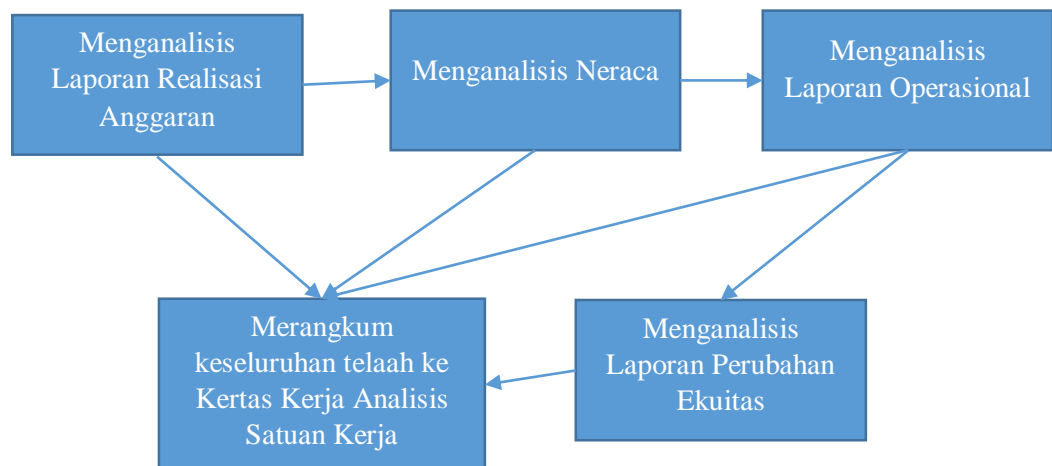 Menganalisis
Laporan Realisasi
Anggaran
Menganalisis Neraca
Menganalisis
Laporan Operasional
Merangkum
keseluruhan telaah ke
Kertas Kerja Analisis
Satuan Kerja
Menganalisis
Laporan Perubahan
Ekuitas